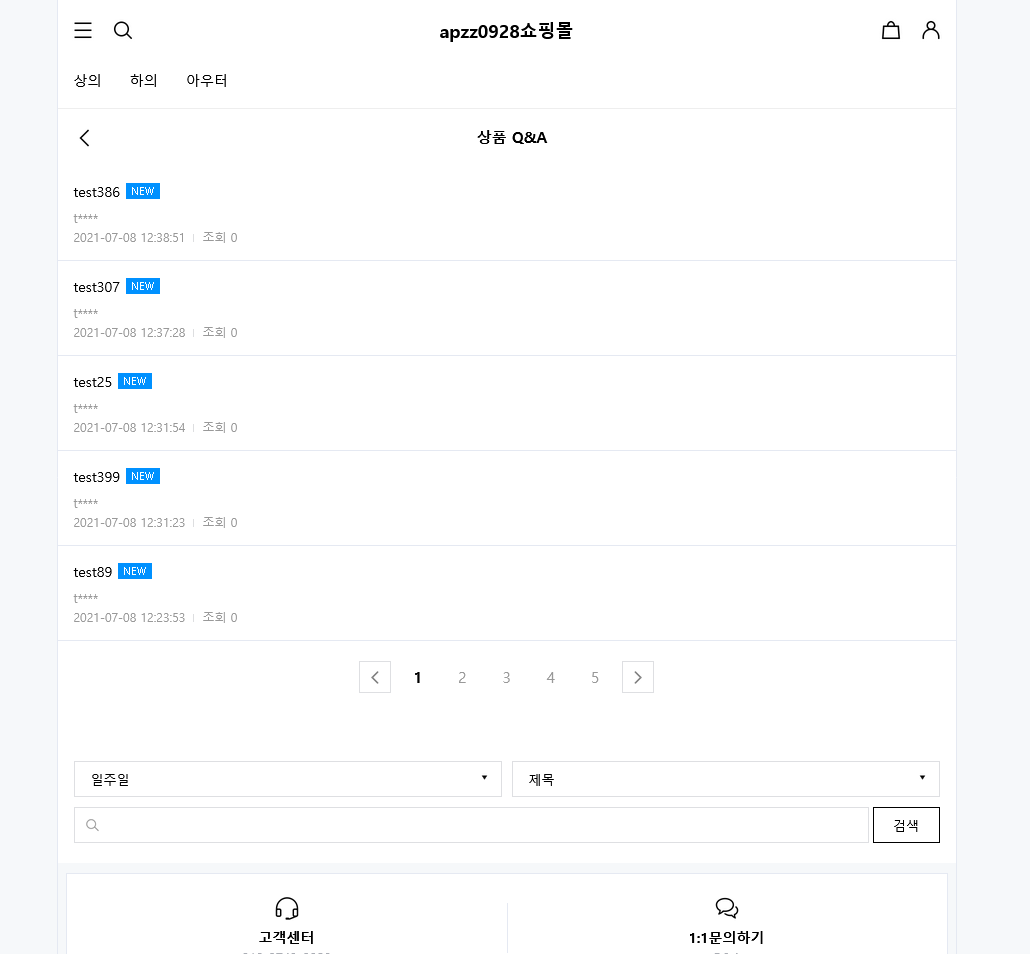 apzz0928쇼핑몰
상의 하의 아우터
상품 Q&A
test386 NEW
t****
2021-07-08 12:38:51 조회 0
test307 NEW
t****
2021-07-08 12:37:28 조회 0
test25 NEW
t****
2021-07-08 12:31:54 조회 0
test399 NEW
t****
2021-07-08 12:31:23 조회 0
test89 NEW
t****
2021-07-08 12:23:53 조회 0
1 2 3 4 5
일주일 제목
검색
고객센터 1:1문의하기